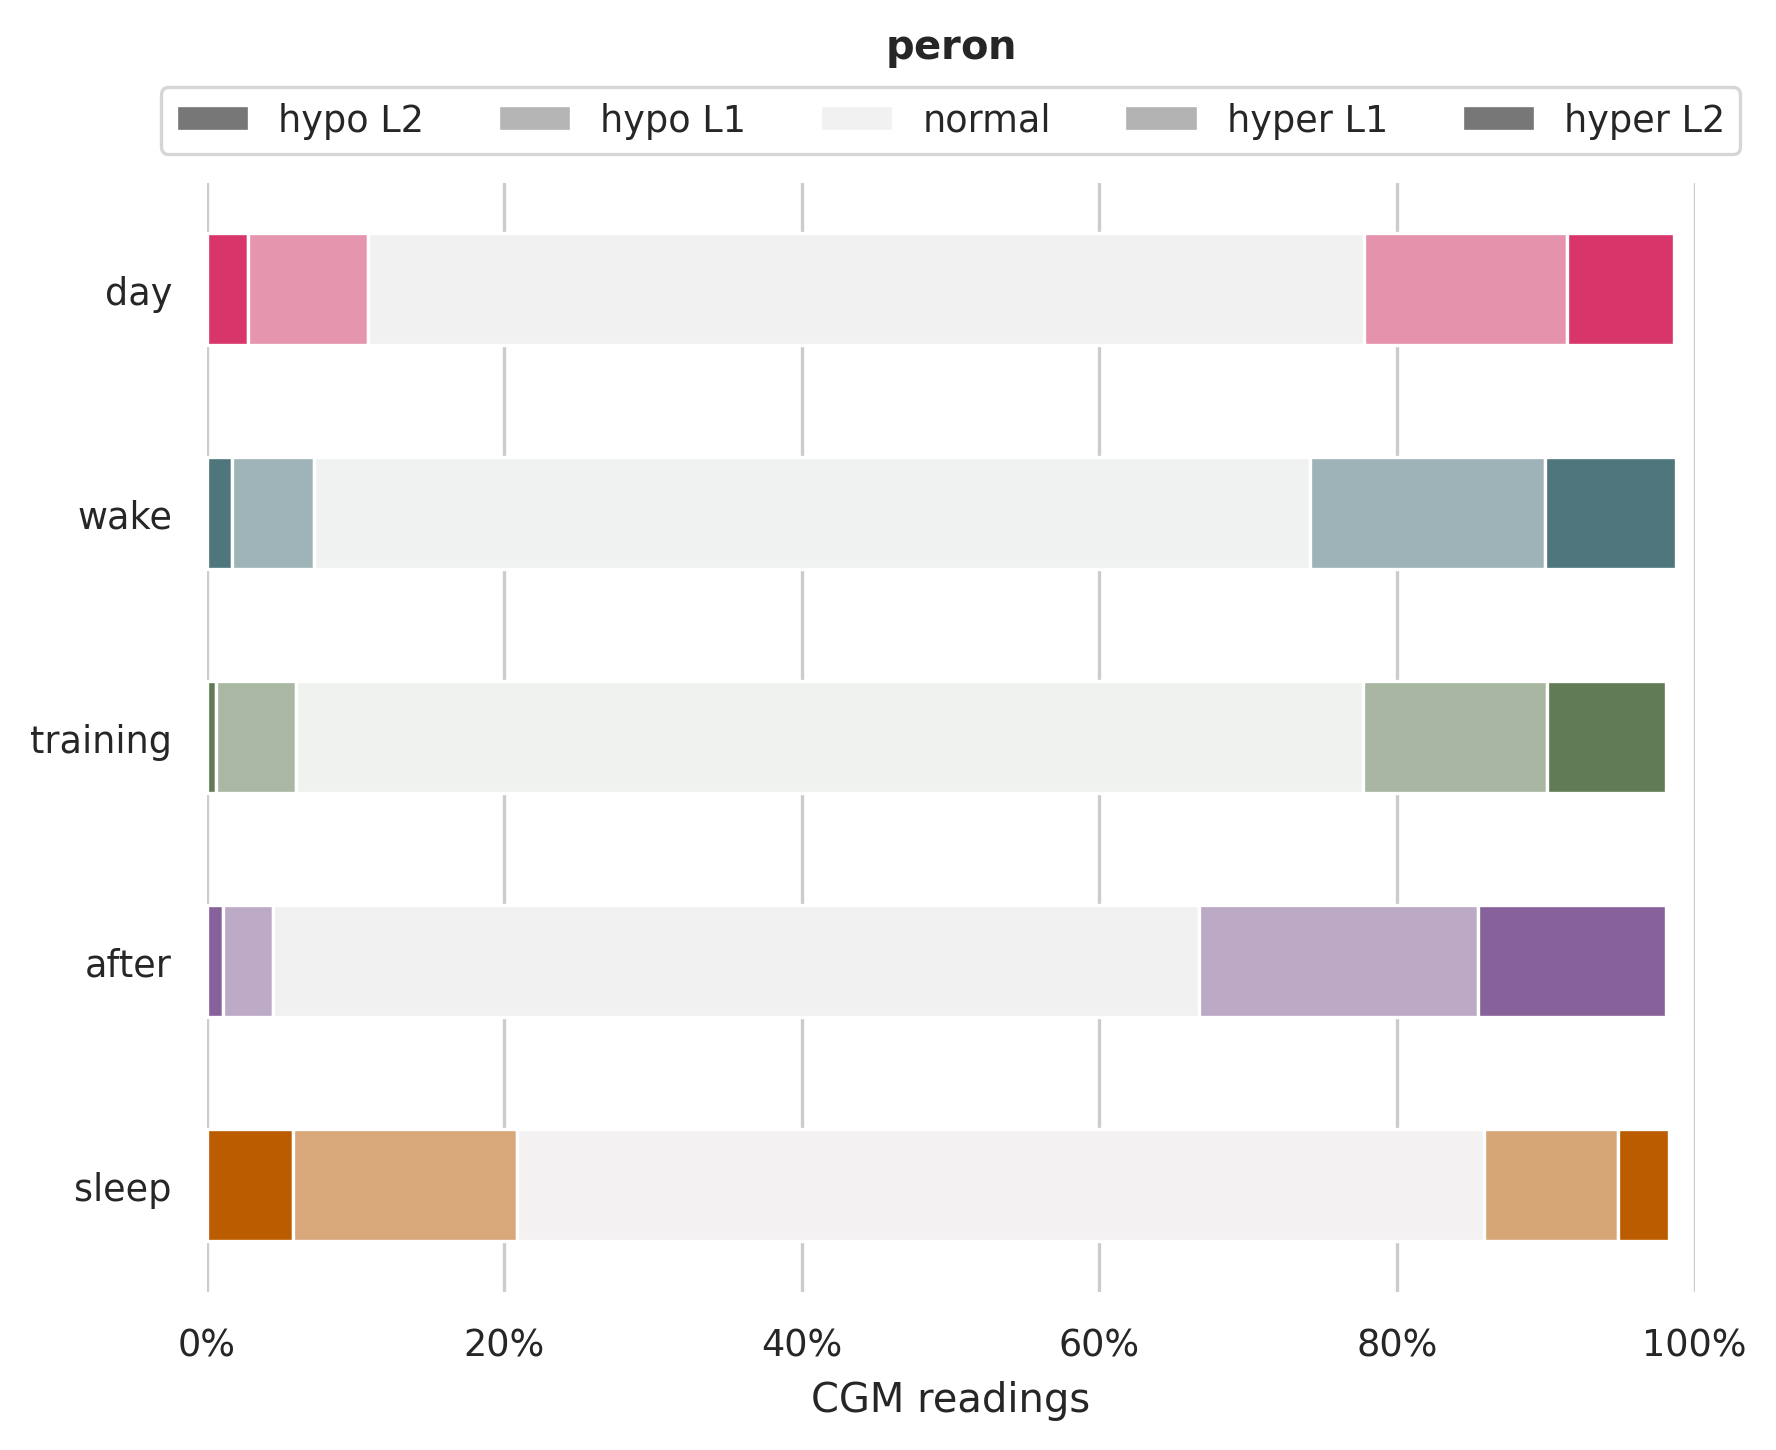 peron
hypo L2 hypo L1 normal hyper L1 hyper L2
day
wake
training
after
sleep
0% 20% 40% 60% 80% 100%
CGM readings